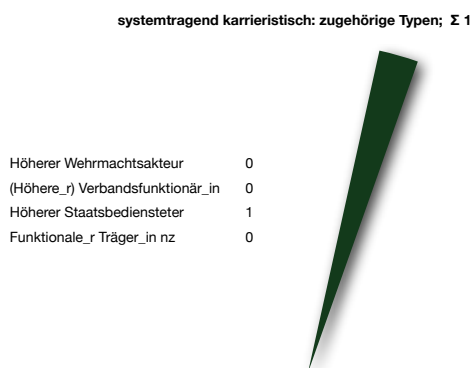 systemtragend karrieristisch: zugehörige Typen; Σ 1
Höherer Wehrmachtsakteur 0
(Höhere_r) Verbandsfunktionär_in 0
Höherer Staatsbediensteter 1
Funktionale_r Träger_in nz 0